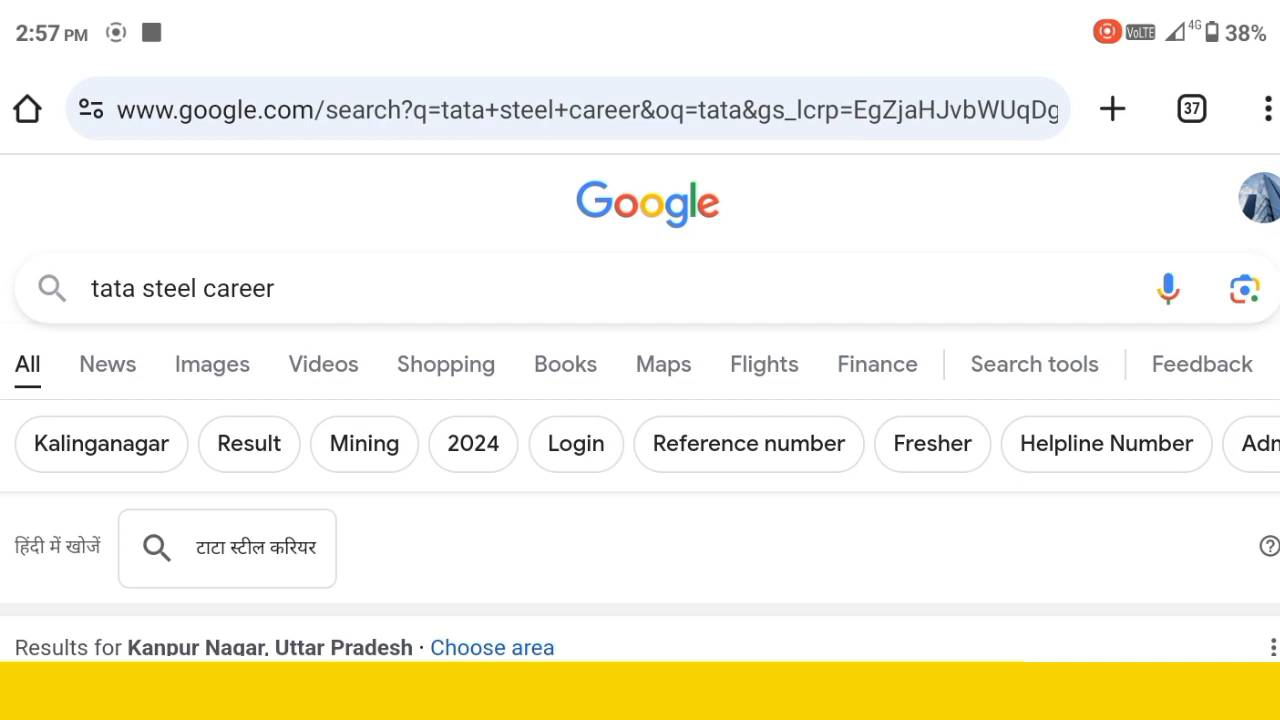 2:57 PM VoLTE 4G 38%
www.google.com/search?q=tata+steel+career&oq=tata&gs_lcrp=EgZjaHJvbWUqDg 37
Google
tata steel career
All News Images Videos Shopping Books Maps Flights Finance Search tools Feedback
Kalinganagar Result Mining 2024 Login Reference number Fresher Helpline Number Adn
हिंदी में खोजें टाटा स्टील करियर
Results for Kanpur Nagar, Uttar Pradesh · Choose area